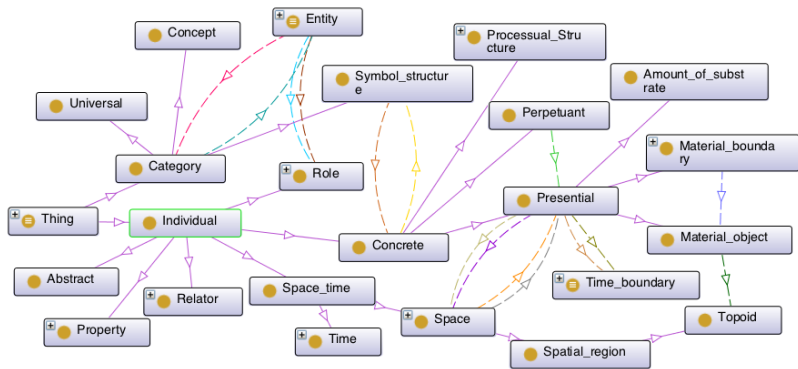 Entity
Concept
Processual_Stru
cture
Symbol_structur
e
Amount_of_subst
rate
Universal
Perpetuant
Material_bounda
ry
Category
Role
Presential
Thing
Individual
Concrete
Material_object
Abstract
Relator
Space_time
Time_boundary
Property
Time
Space
Topoid
Spatial_region